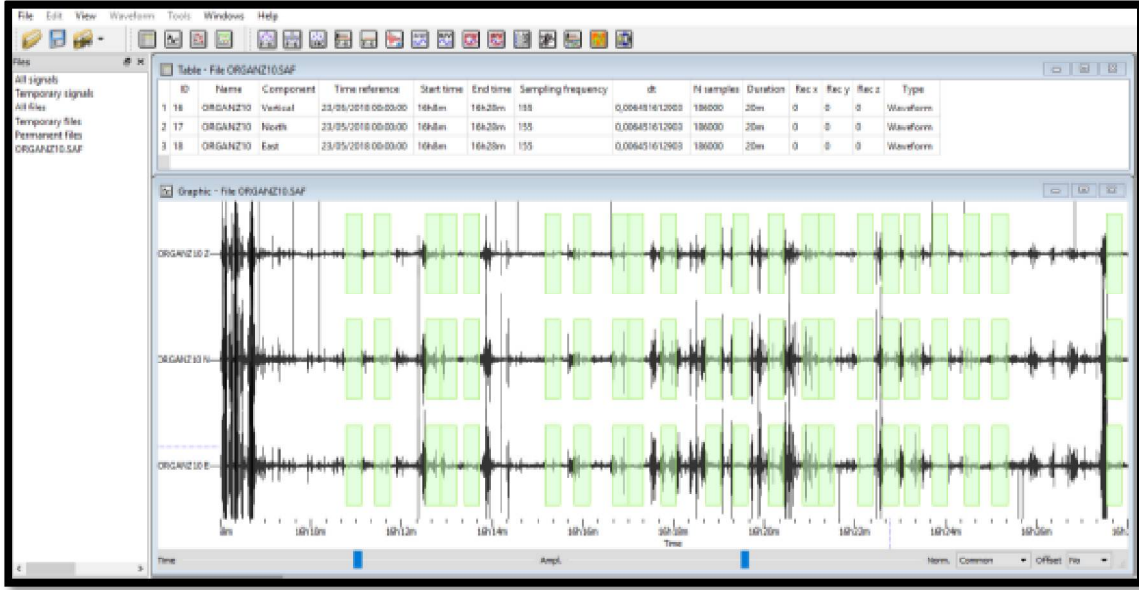 File Edit View Waveform Tools Windows Help
Files
All signals
Temporary signals
All files
Temporary files
Permanent files
ORGANZ10.SAF
Table - File ORGANZ10.SAF
ID Name Component Time reference Start time End time Sampling frequency dt N samples Duration Rec x Rec y Rec z Type
1 16 ORGANZ10 Vertical 23/05/2018 00:00:00 16h8m 16h28m 155 0,006451612903 186000 20m 0 0 0 Waveform
2 17 ORGANZ10 North 23/05/2018 00:00:00 16h8m 16h28m 155 0,006451612903 186000 20m 0 0 0 Waveform
3 18 ORGANZ10 East 23/05/2018 00:00:00 16h8m 16h28m 155 0,006451612903 186000 20m 0 0 0 Waveform
Graphic - File ORGANZ10.SAF
ORGANZ10 Z
ORGANZ10 N
ORGANZ10 E
8m 16h10m 16h12m 16h14m 16h16m 16h18m 16h20m 16h22m 16h24m 16h26m 16h
Time
Time Ampl. Norm. Common Offset No